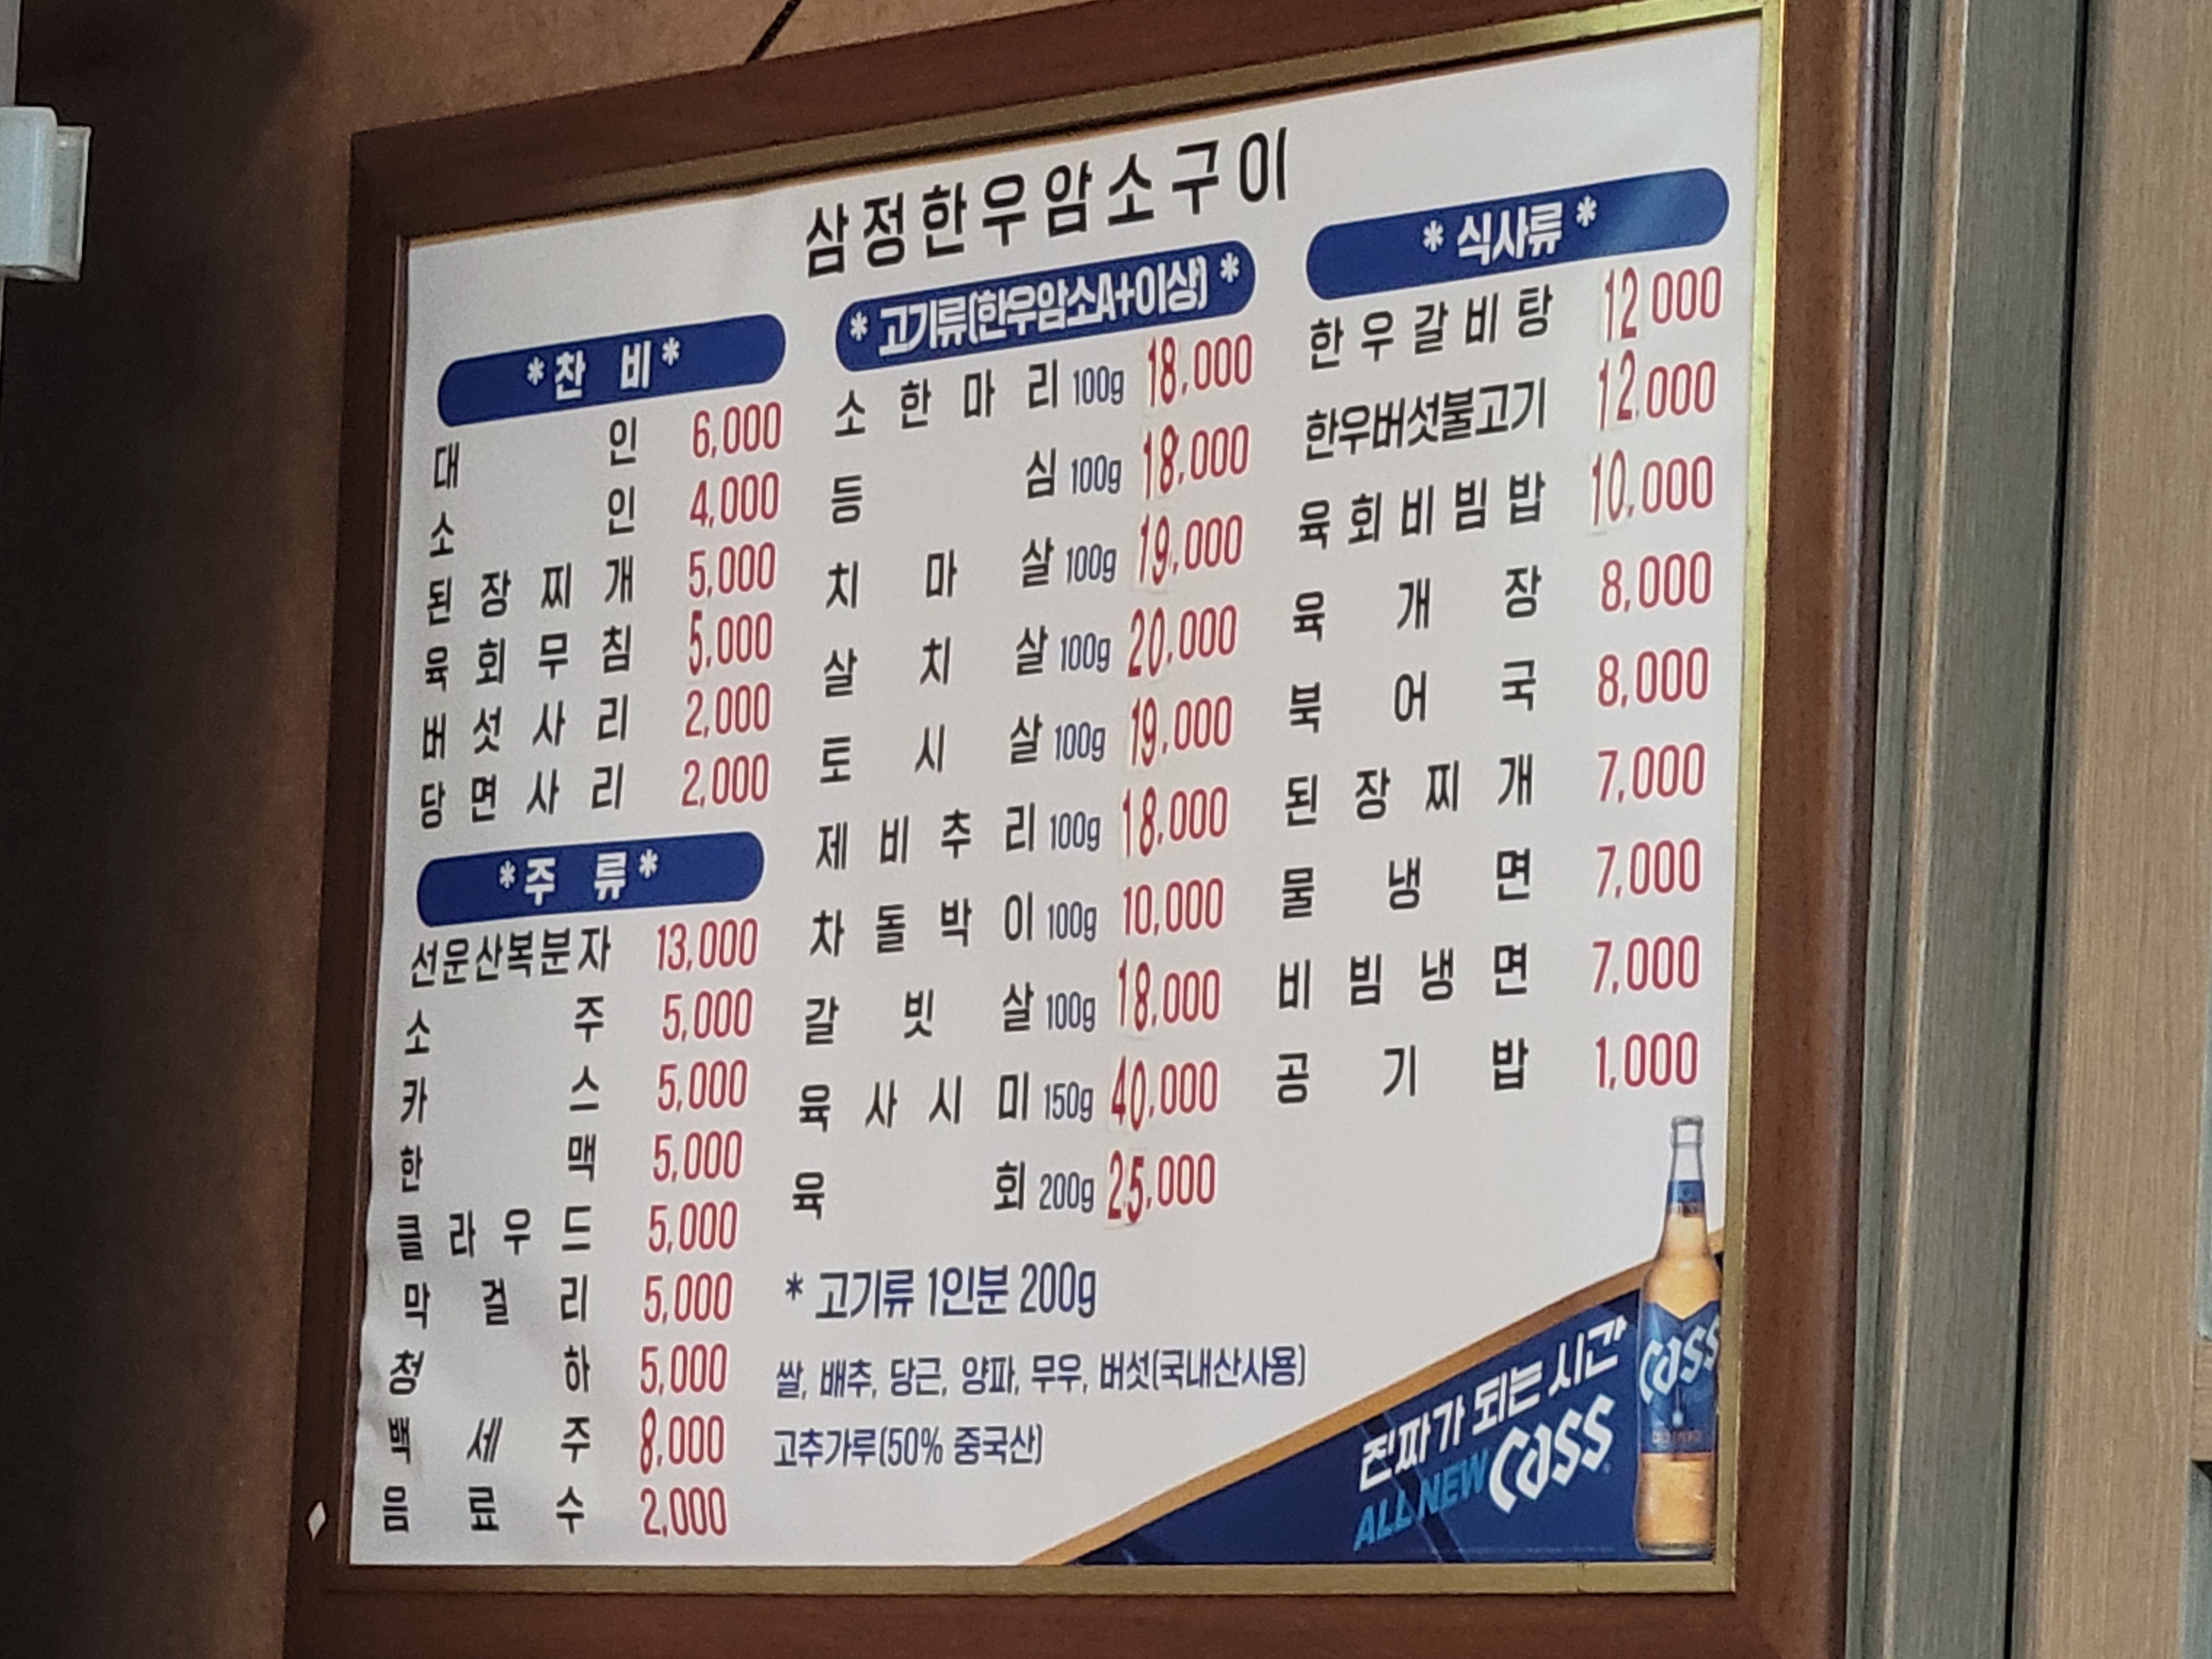 삼정한우암소구이
*찬 비*
대인 6,000
소인 4,000
된장찌개 5,000
육회무침 5,000
버섯사리 2,000
당면사리 2,000
*주 류*
선운산복분자 13,000
소주 5,000
카스 5,000
한맥 5,000
클라우드 5,000
막걸리 5,000
청하 5,000
백세주 8,000
음료수 2,000
* 고기류(한우암소A+이상) *
소한마리 100g 18,000
등심 100g 18,000
치마살 100g 19,000
살치살 100g 20,000
토시살 100g 19,000
제비추리 100g 18,000
차돌박이 100g 10,000
갈빗살 100g 18,000
육사시미 150g 40,000
육회 200g 25,000
* 고기류 1인분 200g
쌀, 배추, 당근, 양파, 무우, 버섯(국내산사용)
고추가루(50% 중국산)
* 식사류 *
한우갈비탕 12 000
한우버섯불고기 12,000
육회비빔밥 10,000
육개장 8,000
북어국 8,000
된장찌개 7,000
물냉면 7,000
비빔냉면 7,000
공기밥 1,000
진짜가 되는 시간
ALL NEW Cass
Cass